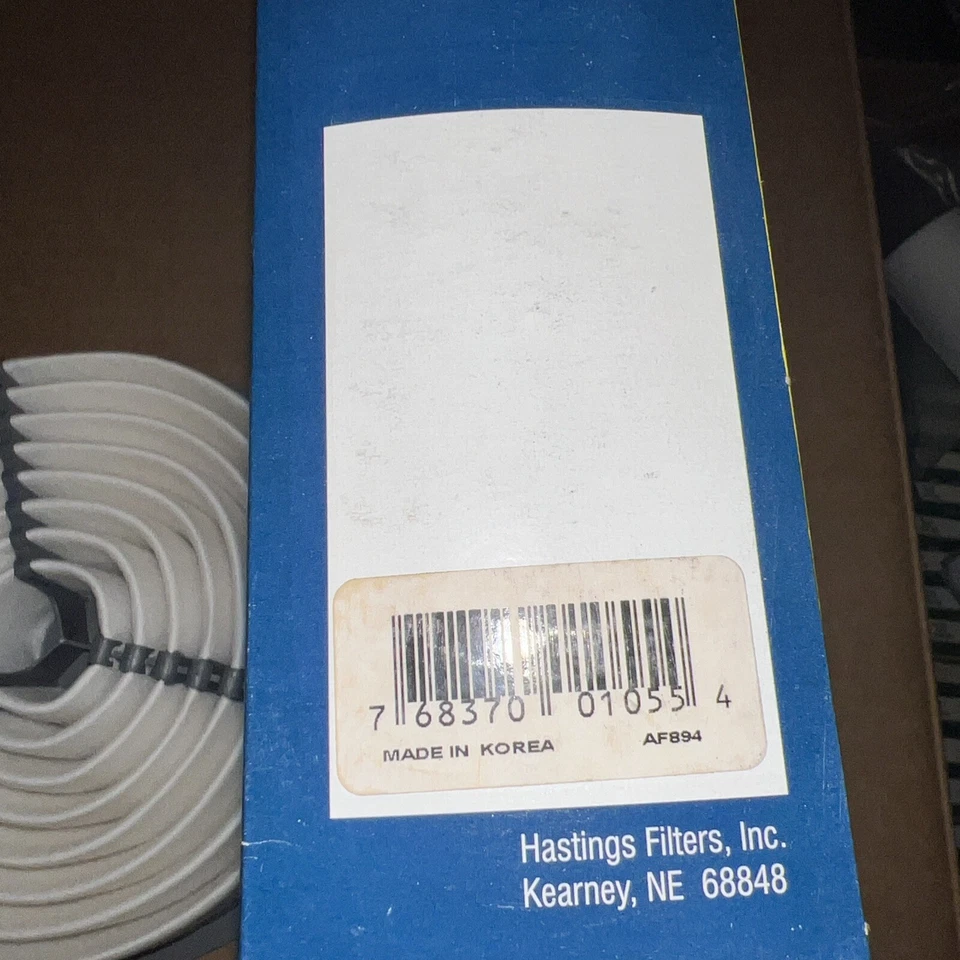 7 68370 01055 4
MADE IN KOREA AF894
Hastings Filters, Inc.
Kearney, NE 68848